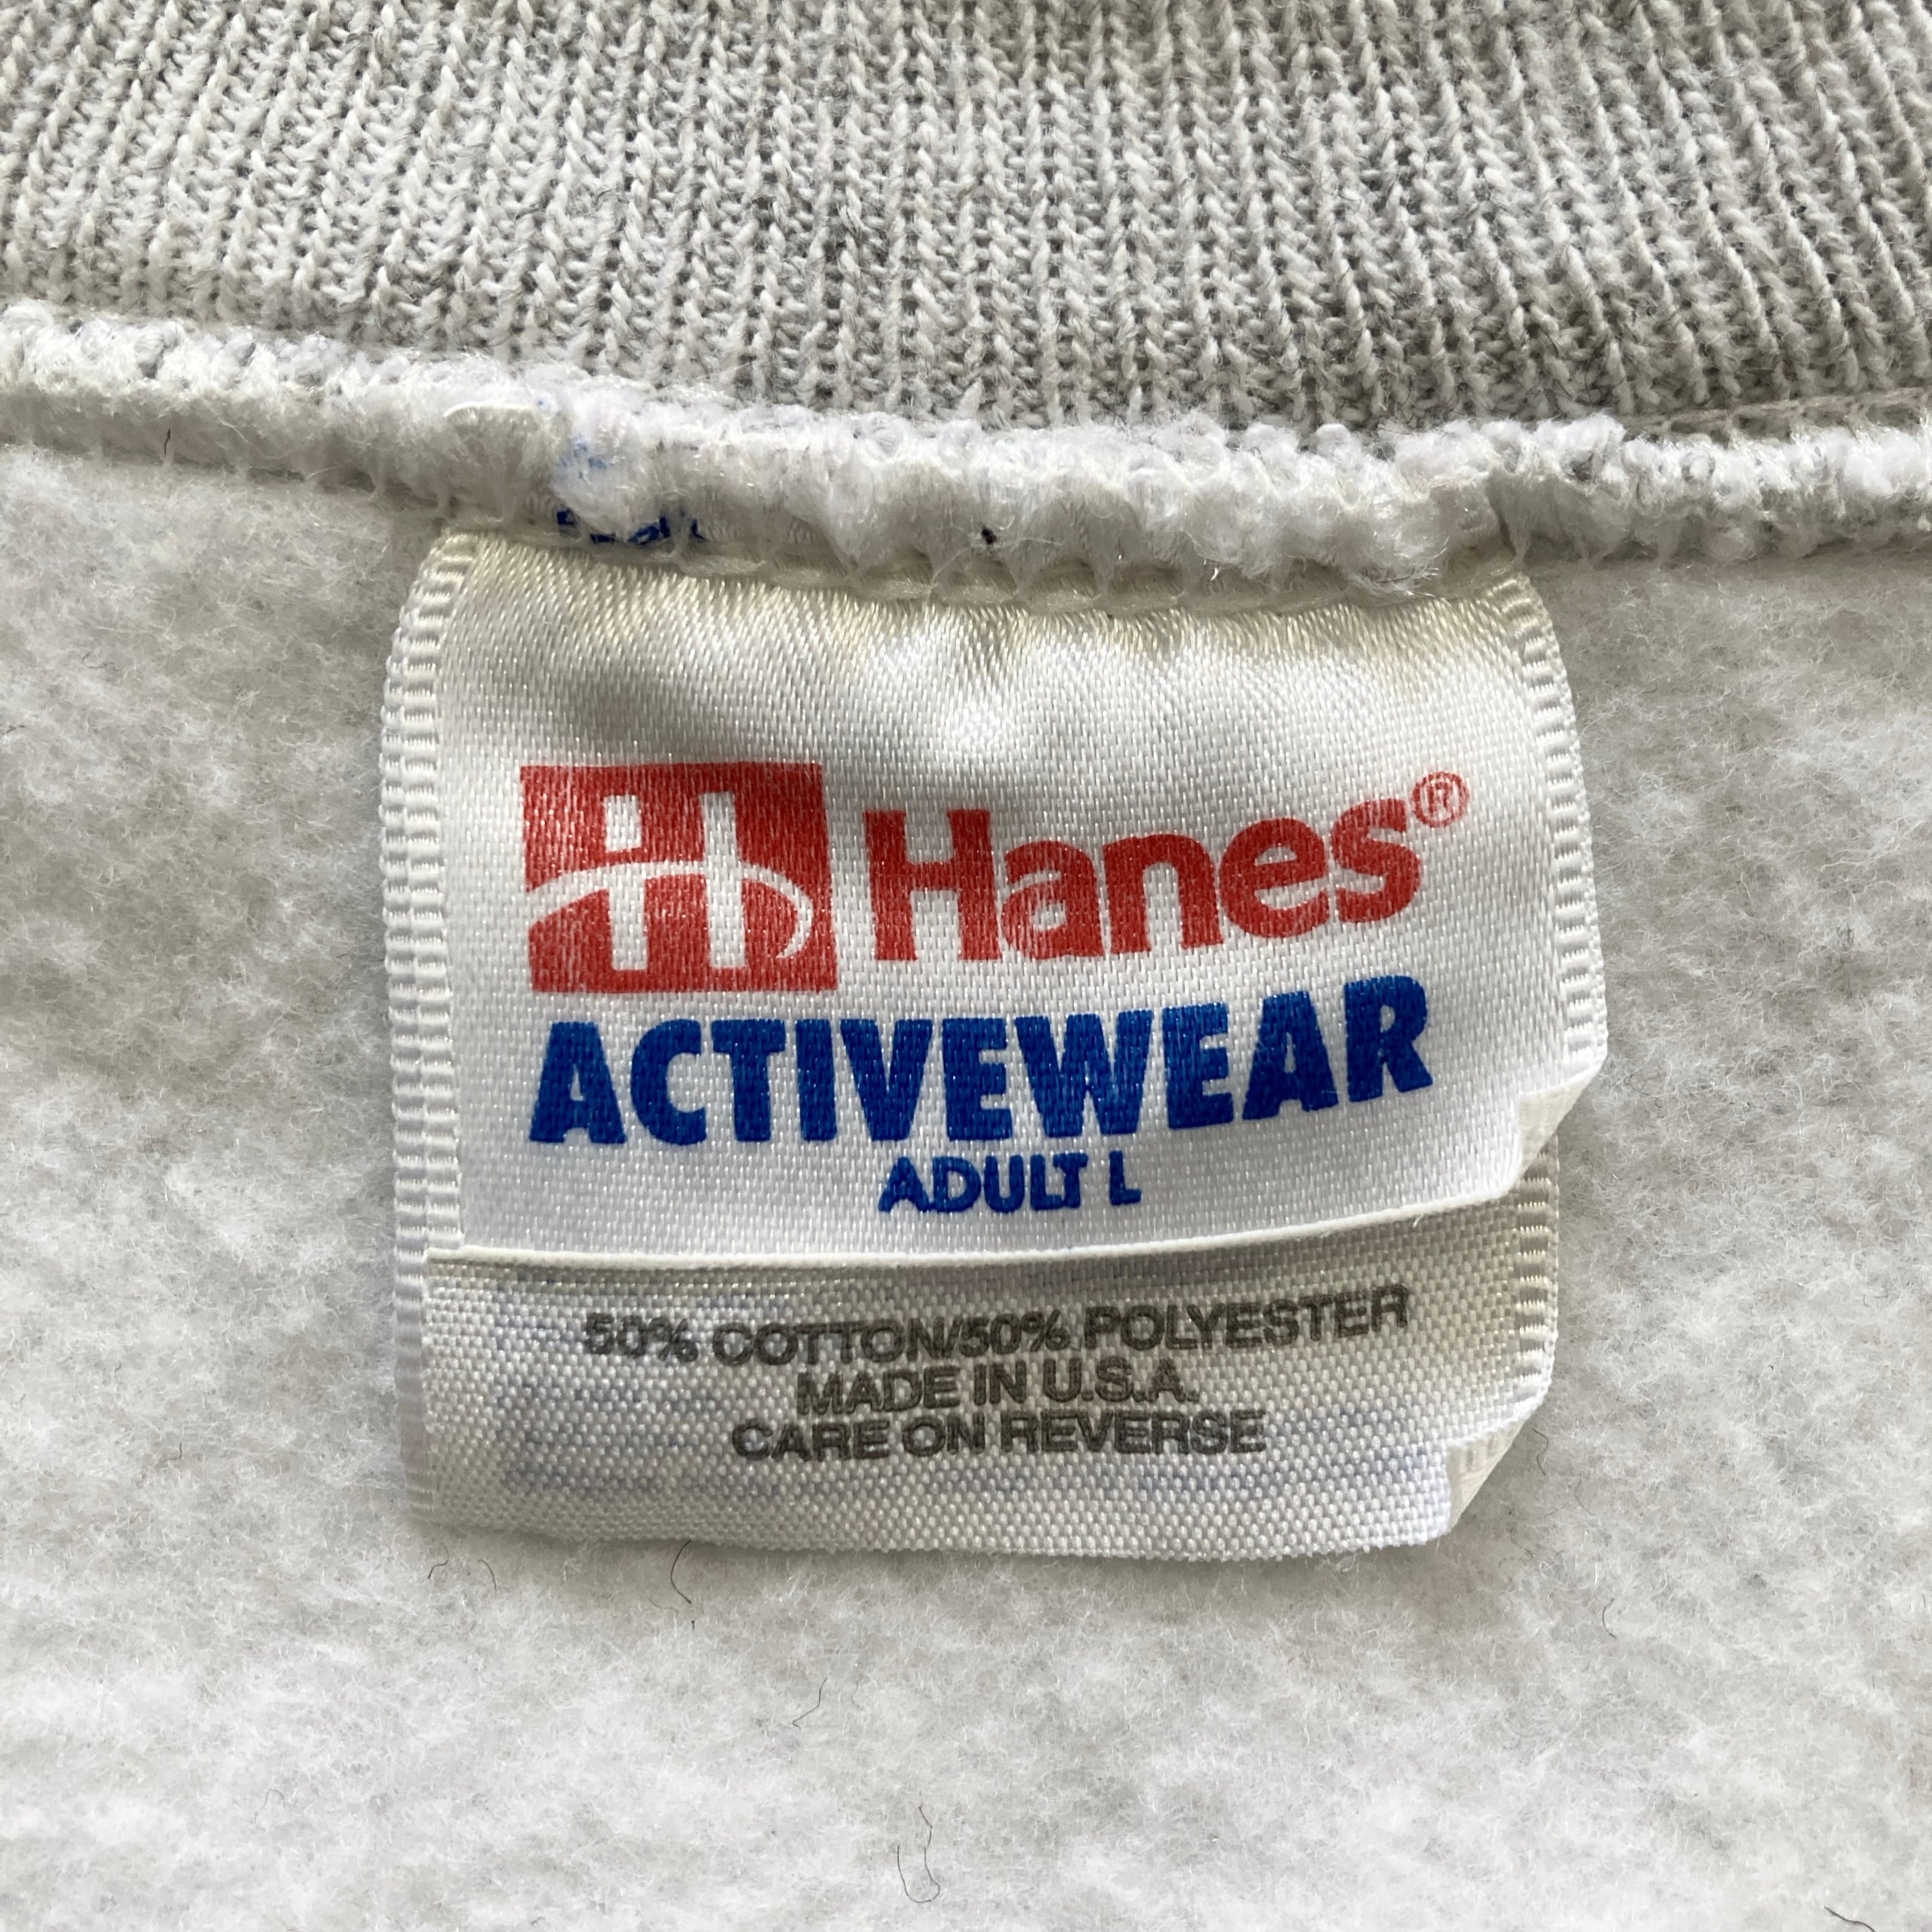 Hanes®
ACTIVEWEAR
ADULT L
50% COTTON/50% POLYESTER
MADE IN U.S.A.
CARE ON REVERSE